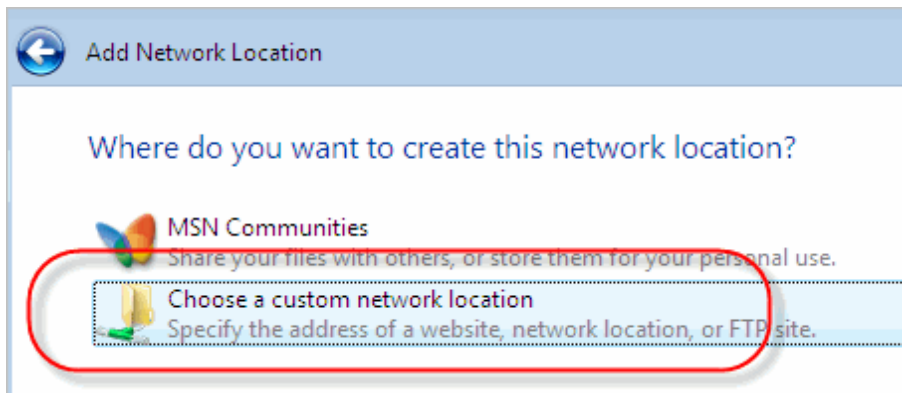 Add Network Location
Where do you want to create this network location?
MSN Communities
Share your files with others, or store them for your personal use.
Choose a custom network location
Specify the address of a website, network location, or FTP site.